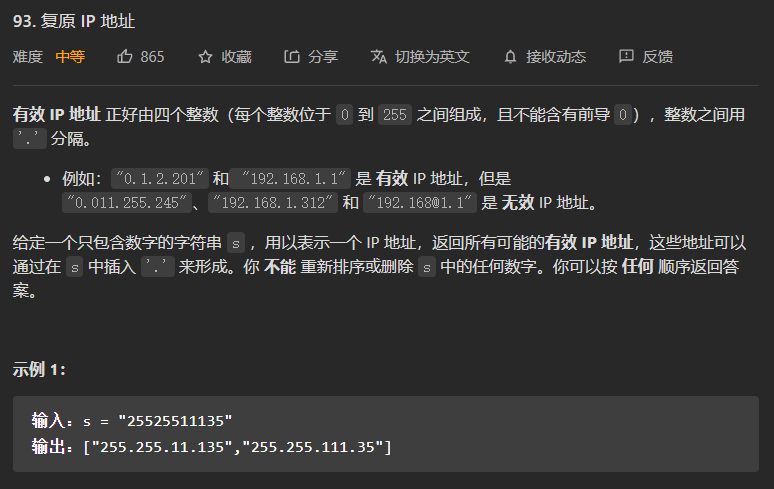 93. 复原 IP 地址
难度 中等 865 收藏 分享 切换为英文 接收动态 反馈
有效 IP 地址 正好由四个整数（每个整数位于 0 到 255 之间组成，且不能含有前导 0），整数之间用
'.' 分隔。
• 例如："0.1.2.201" 和 "192.168.1.1" 是 有效 IP 地址，但是
"0.011.255.245"、"192.168.1.312" 和 "192.168@1.1" 是 无效 IP 地址。
给定一个只包含数字的字符串 s ，用以表示一个 IP 地址，返回所有可能的有效 IP 地址，这些地址可以
通过在 s 中插入 '.' 来形成。你 不能 重新排序或删除 s 中的任何数字。你可以按 任何 顺序返回答
案。
示例 1：
输入：s = "25525511135"
输出：["255.255.11.135","255.255.111.35"]